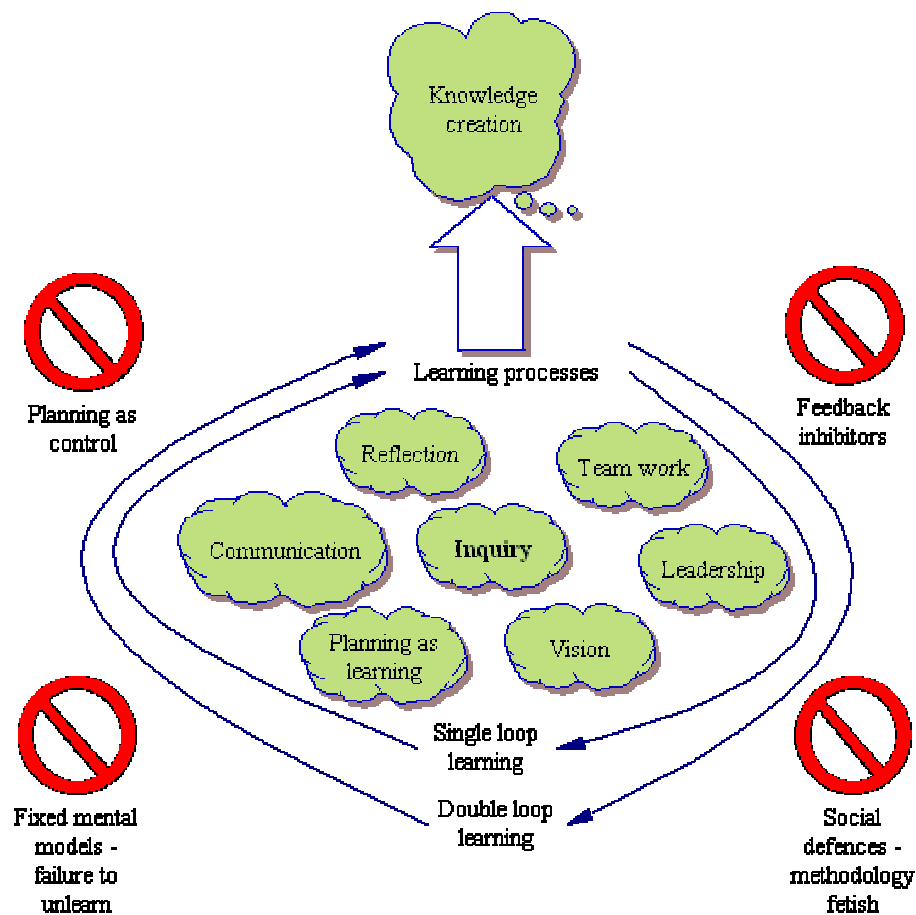 Knowledge
creation
Learning processes
Planning as
control
Feedback
inhibitors
Reflection
Team work
Communication
Inquiry
Leadership
Planning as
learning
Vision
Single loop
learning
Double loop
learning
Fixed mental
models -
failure to
unlearn
Social
defences -
methodology
fetish